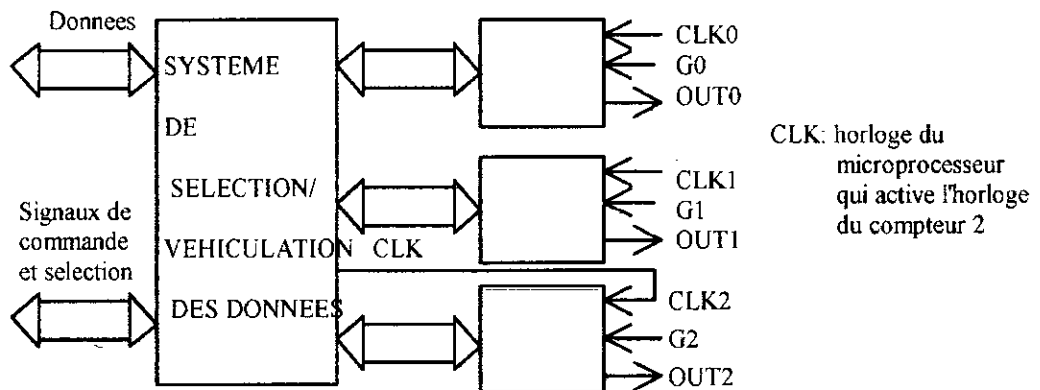 Donnees
SYSTEME
DE
SELECTION/
VEHICULATION CLK
DES DONNEES
Signaux de
commande
et selection
CLK0
G0
OUT0
CLK1
G1
OUT1
CLK2
G2
OUT2
CLK: horloge du
microprocesseur
qui active l'horloge
du compteur 2